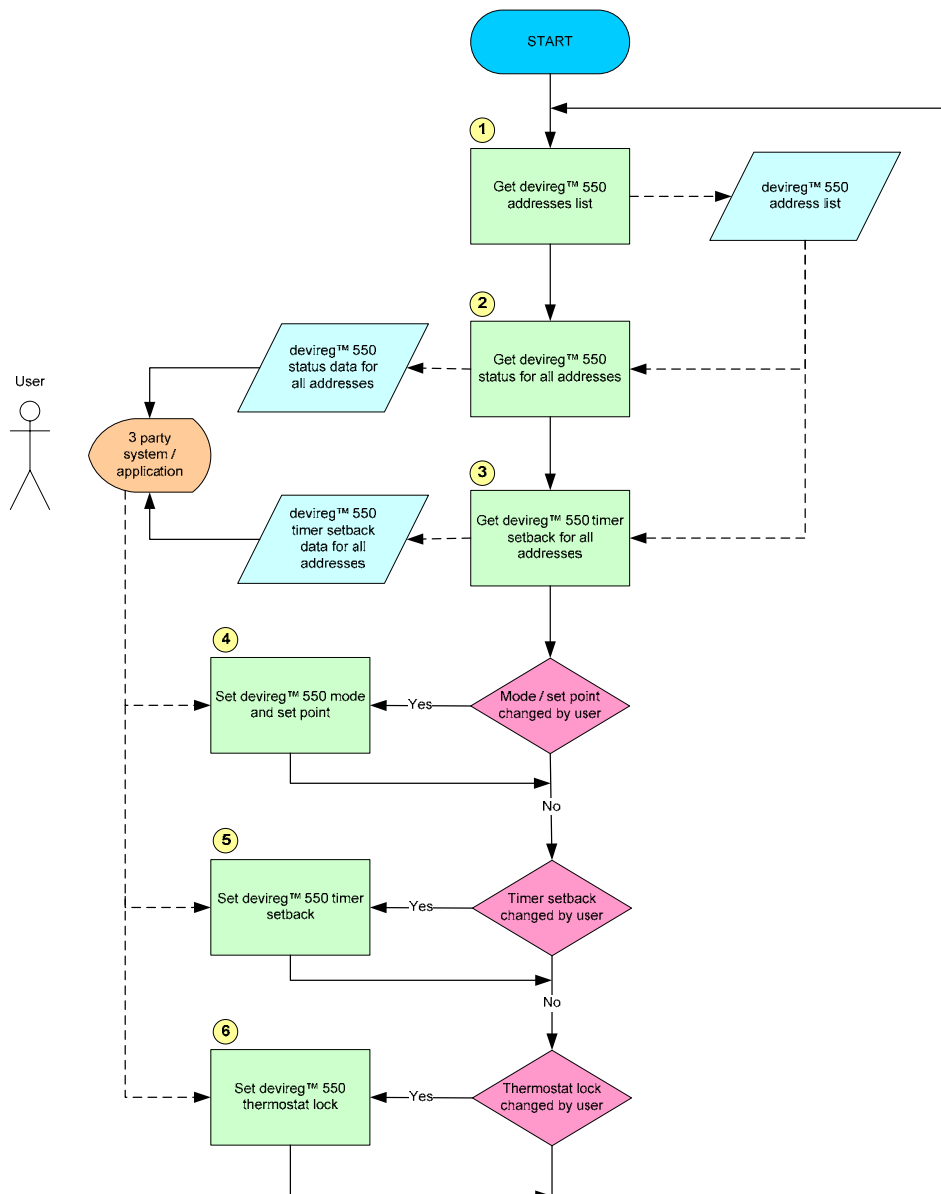 START
1
Get devireg™ 550
addresses list
devireg™ 550
address list
2
Get devireg™ 550
status for all addresses
devireg™ 550
status data for
all addresses
User
3 party
system /
application
3
Get devireg™ 550 timer
setback for all
addresses
devireg™ 550
timer setback
data for all
addresses
4
Set devireg™ 550 mode
and set point
Yes
Mode / set point
changed by user
No
5
Set devireg™ 550 timer
setback
Yes
Timer setback
changed by user
No
6
Set devireg™ 550
thermostat lock
Yes
Thermostat lock
changed by user